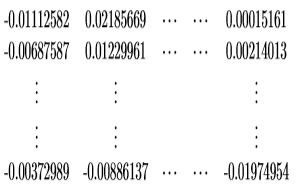 -0.01112582 0.02185669 ⋯ ⋯ 0.00015161
-0.00687587 0.01229961 ⋯ ⋯ 0.00214013
⋮ ⋮ ⋮
⋮ ⋮ ⋮
-0.00372989 -0.00886137 ⋯ ⋯ -0.01974954